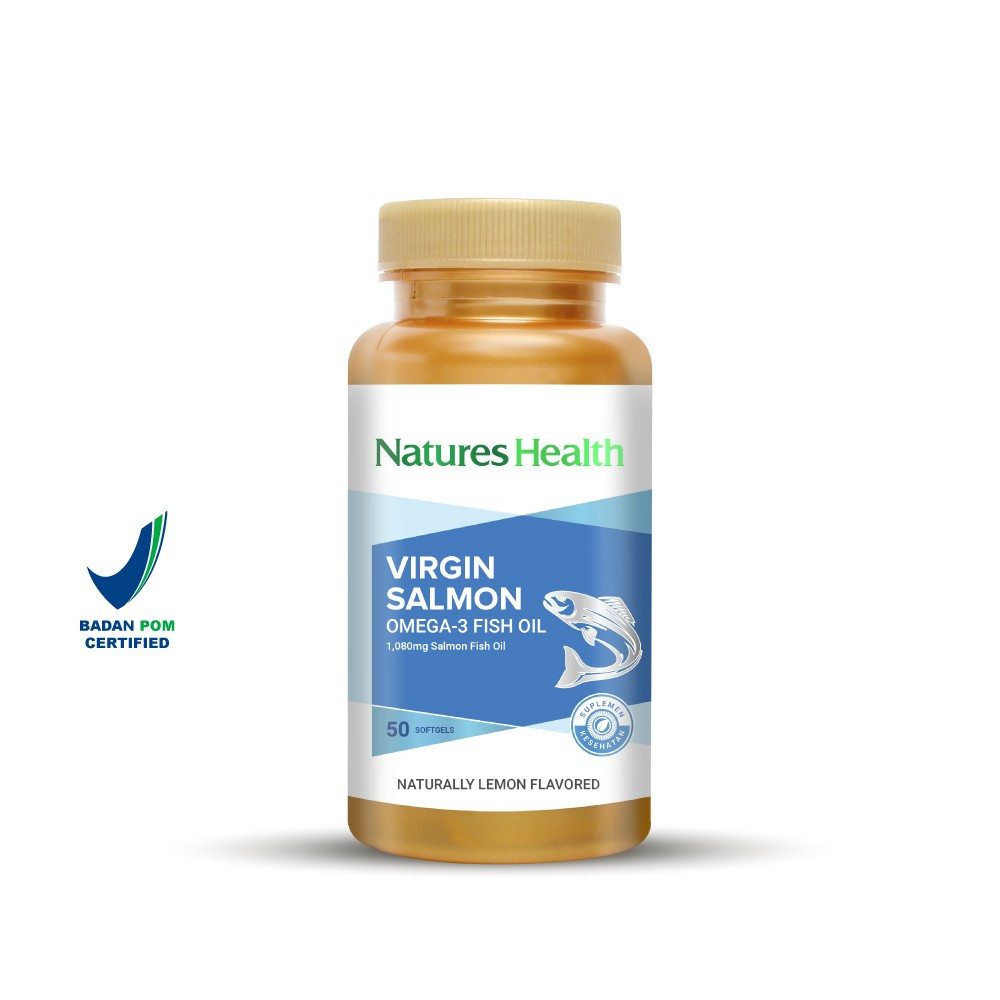 Natures Health
VIRGIN
SALMON
OMEGA-3 FISH OIL
1,080mg Salmon Fish Oil
SUPLEMEN
KESEHATAN
50 SOFTGELS
NATURALLY LEMON FLAVORED
BADAN POM
CERTIFIED